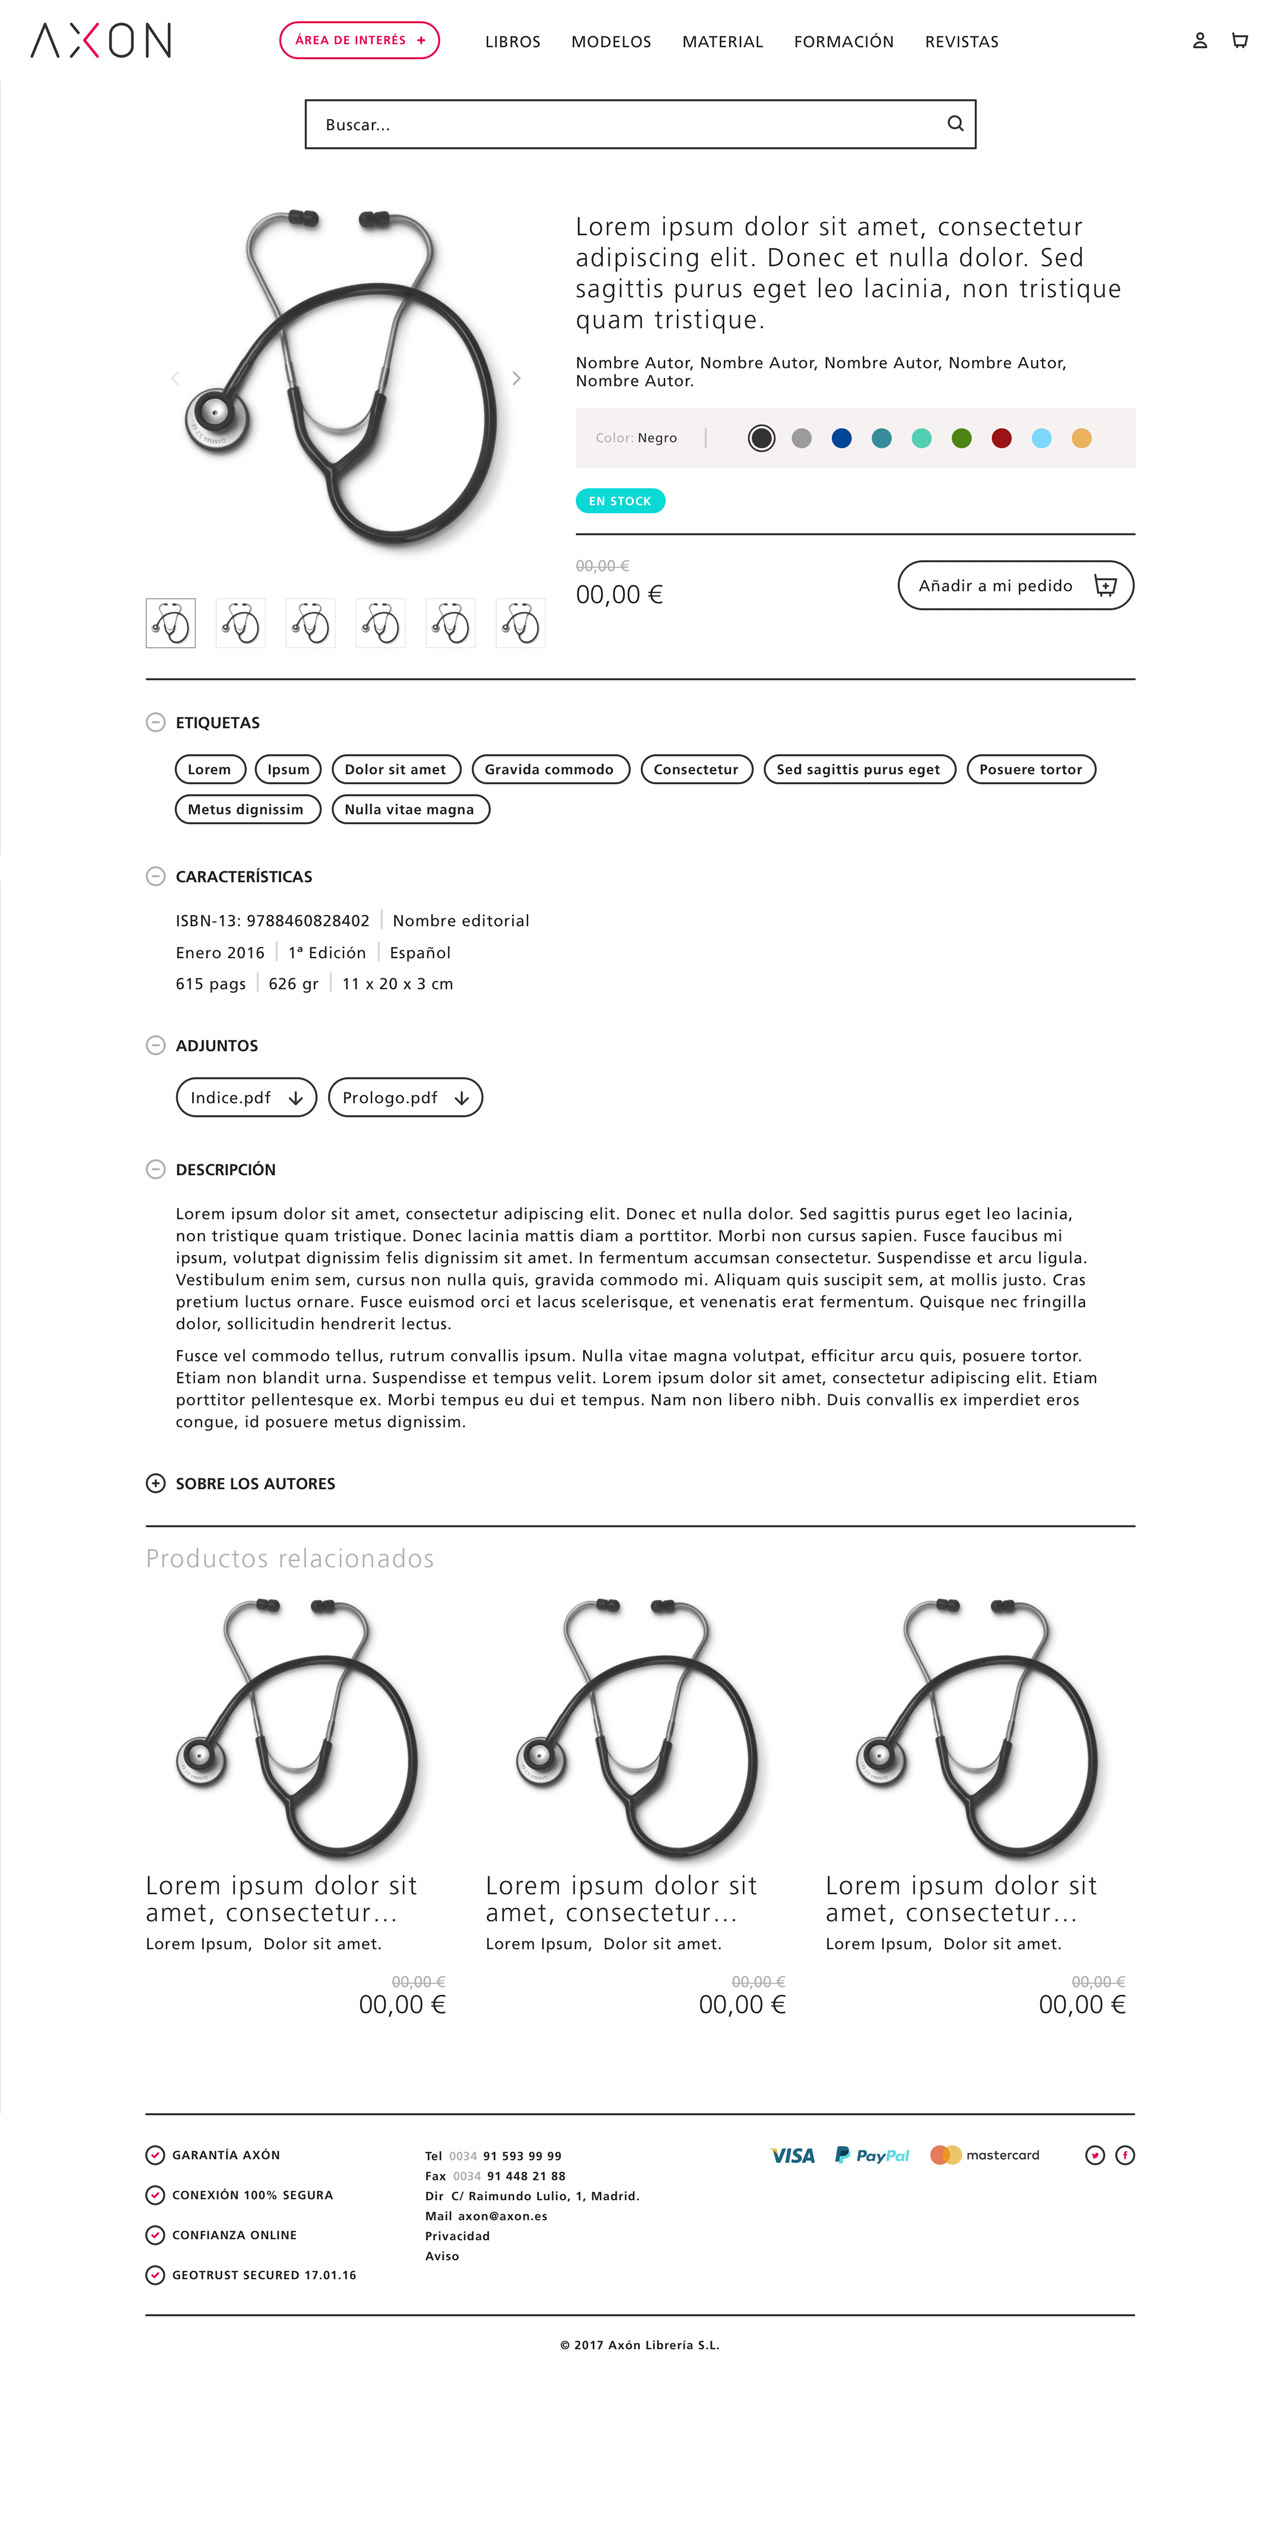 AXON
ÁREA DE INTERÉS +
LIBROS MODELOS MATERIAL FORMACIÓN REVISTAS
Buscar...
Lorem ipsum dolor sit amet, consectetur
adipiscing elit. Donec et nulla dolor. Sed
sagittis purus eget leo lacinia, non tristique
quam tristique.
Nombre Autor, Nombre Autor, Nombre Autor, Nombre Autor,
Nombre Autor.
Color: Negro
EN STOCK
00,00 €
00,00 €
Añadir a mi pedido
ETIQUETAS
Lorem Ipsum Dolor sit amet Gravida commodo Consectetur Sed sagittis purus eget Posuere tortor
Metus dignissim Nulla vitae magna
CARACTERÍSTICAS
ISBN-13: 9788460828402 | Nombre editorial
Enero 2016 | 1ª Edición | Español
615 pags | 626 gr | 11 x 20 x 3 cm
ADJUNTOS
Indice.pdf Prologo.pdf
DESCRIPCIÓN
Lorem ipsum dolor sit amet, consectetur adipiscing elit. Donec et nulla dolor. Sed sagittis purus eget leo lacinia,
non tristique quam tristique. Donec lacinia mattis diam a porttitor. Morbi non cursus sapien. Fusce faucibus mi
ipsum, volutpat dignissim felis dignissim sit amet. In fermentum accumsan consectetur. Suspendisse et arcu ligula.
Vestibulum enim sem, cursus non nulla quis, gravida commodo mi. Aliquam quis suscipit sem, at mollis justo. Cras
pretium luctus ornare. Fusce euismod orci et lacus scelerisque, et venenatis erat fermentum. Quisque nec fringilla
dolor, sollicitudin hendrerit lectus.
Fusce vel commodo tellus, rutrum convallis ipsum. Nulla vitae magna volutpat, efficitur arcu quis, posuere tortor.
Etiam non blandit urna. Suspendisse et tempus velit. Lorem ipsum dolor sit amet, consectetur adipiscing elit. Etiam
porttitor pellentesque ex. Morbi tempus eu dui et tempus. Nam non libero nibh. Duis convallis ex imperdiet eros
congue, id posuere metus dignissim.
SOBRE LOS AUTORES
Productos relacionados
Lorem ipsum dolor sit
amet, consectetur...
Lorem Ipsum, Dolor sit amet.
00,00 €
00,00 €
Lorem ipsum dolor sit
amet, consectetur...
Lorem Ipsum, Dolor sit amet.
00,00 €
00,00 €
Lorem ipsum dolor sit
amet, consectetur...
Lorem Ipsum, Dolor sit amet.
00,00 €
00,00 €
GARANTÍA AXÓN
CONEXIÓN 100% SEGURA
CONFIANZA ONLINE
GEOTRUST SECURED 17.01.16
Tel 0034 91 593 99 99
Fax 0034 91 448 21 88
Dir C/ Raimundo Lulio, 1, Madrid.
Mail axon@axon.es
Privacidad
Aviso
VISA PayPal mastercard
© 2017 Axón Librería S.L.